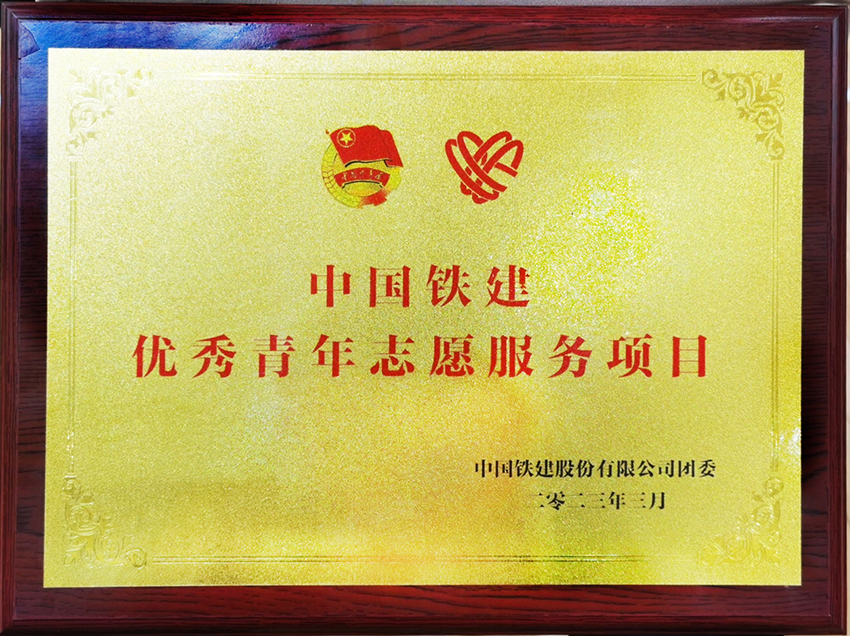 中国铁建
优秀青年志愿服务项目
中国铁建股份有限公司团委
二零二三年三月